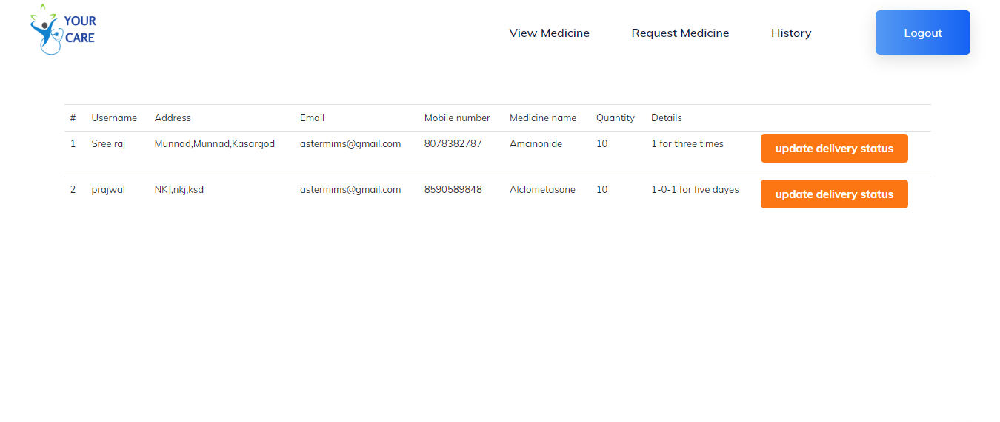 YOUR
CARE
View Medicine Request Medicine History Logout
# Username Address Email Mobile number Medicine name Quantity Details
1 Sree raj Munnad,Munnad,Kasargod astermims@gmail.com 8078382787 Amcinonide 10 1 for three times update delivery status
2 prajwal NKJ,nkj,ksd astermims@gmail.com 8590589848 Alclometasone 10 1-0-1 for five dayes update delivery status